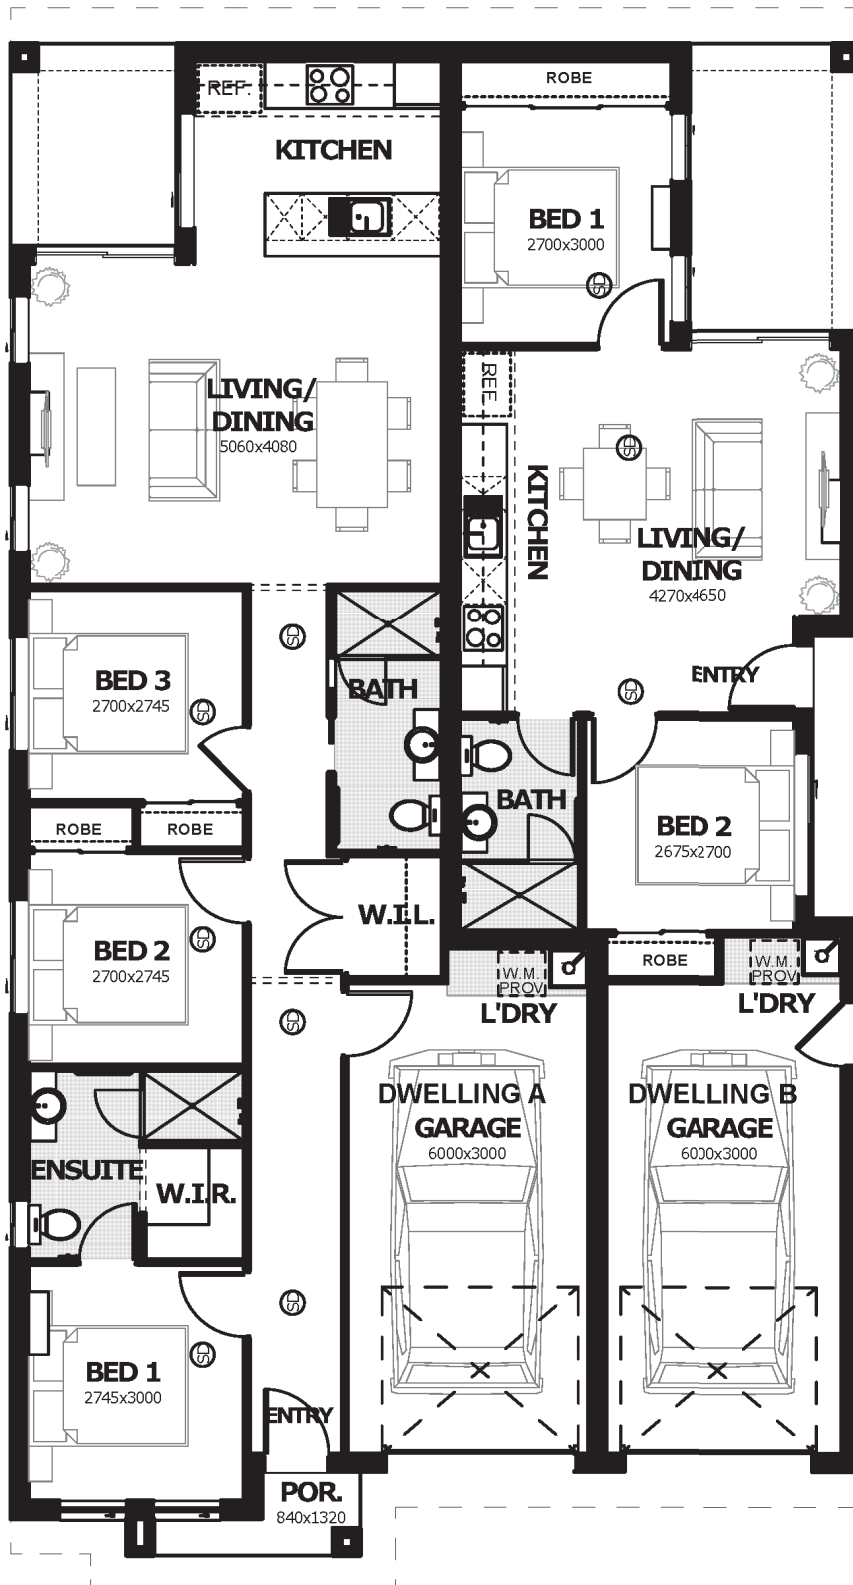 REF.
ROBE
KITCHEN
BED 1
2700x3000
SD
REF.
LIVING/
DINING
5060x4080
SD
KITCHEN
LIVING/
DINING
4270x4650
SD
SD
ENTRY
BED 3
2700x2745
SD
BATH
BATH
BED 2
2675x2700
ROBE
ROBE
BED 2
2700x2745
SD
W.I.L.
W.M.
PROV
L'DRY
ROBE
W.M.
PROV
L'DRY
SD
DWELLING A
GARAGE
6000x3000
DWELLING B
GARAGE
6000x3000
ENSUITE
W.I.R.
SD
BED 1
2745x3000
SD
ENTRY
POR.
840x1320